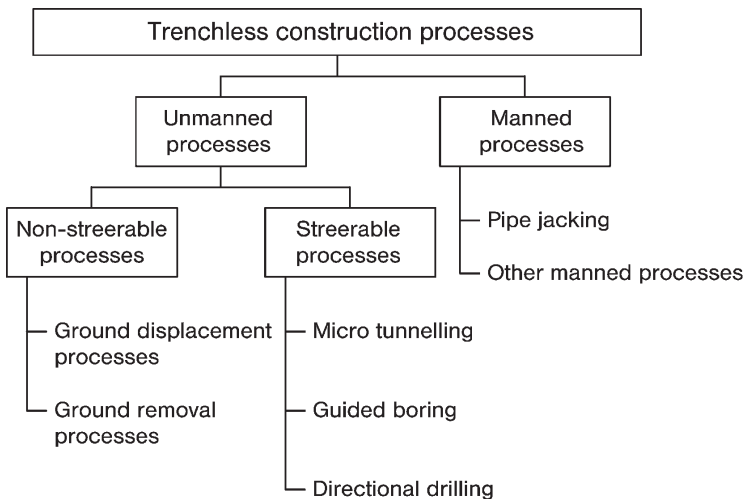 Trenchless construction processes
Unmanned
processes
Manned
processes
Non-streerable
processes
Streerable
processes
Pipe jacking
Other manned processes
Ground displacement
processes
Ground removal
processes
Micro tunnelling
Guided boring
Directional drilling